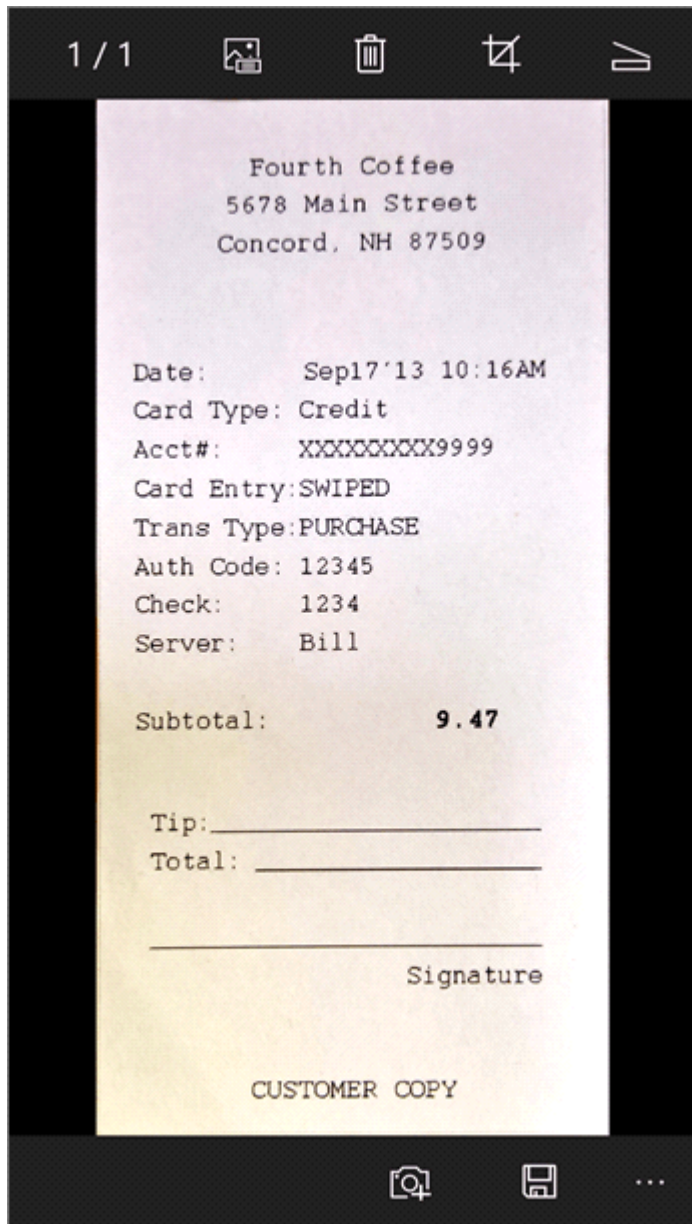 1 / 1
Fourth Coffee
5678 Main Street
Concord, NH 87509
Date: Sep17'13 10:16AM
Card Type: Credit
Acct#: XXXXXXXXX9999
Card Entry:SWIPED
Trans Type:PURCHASE
Auth Code: 12345
Check: 1234
Server: Bill
Subtotal: 9.47
Tip:
Total:
Signature
CUSTOMER COPY